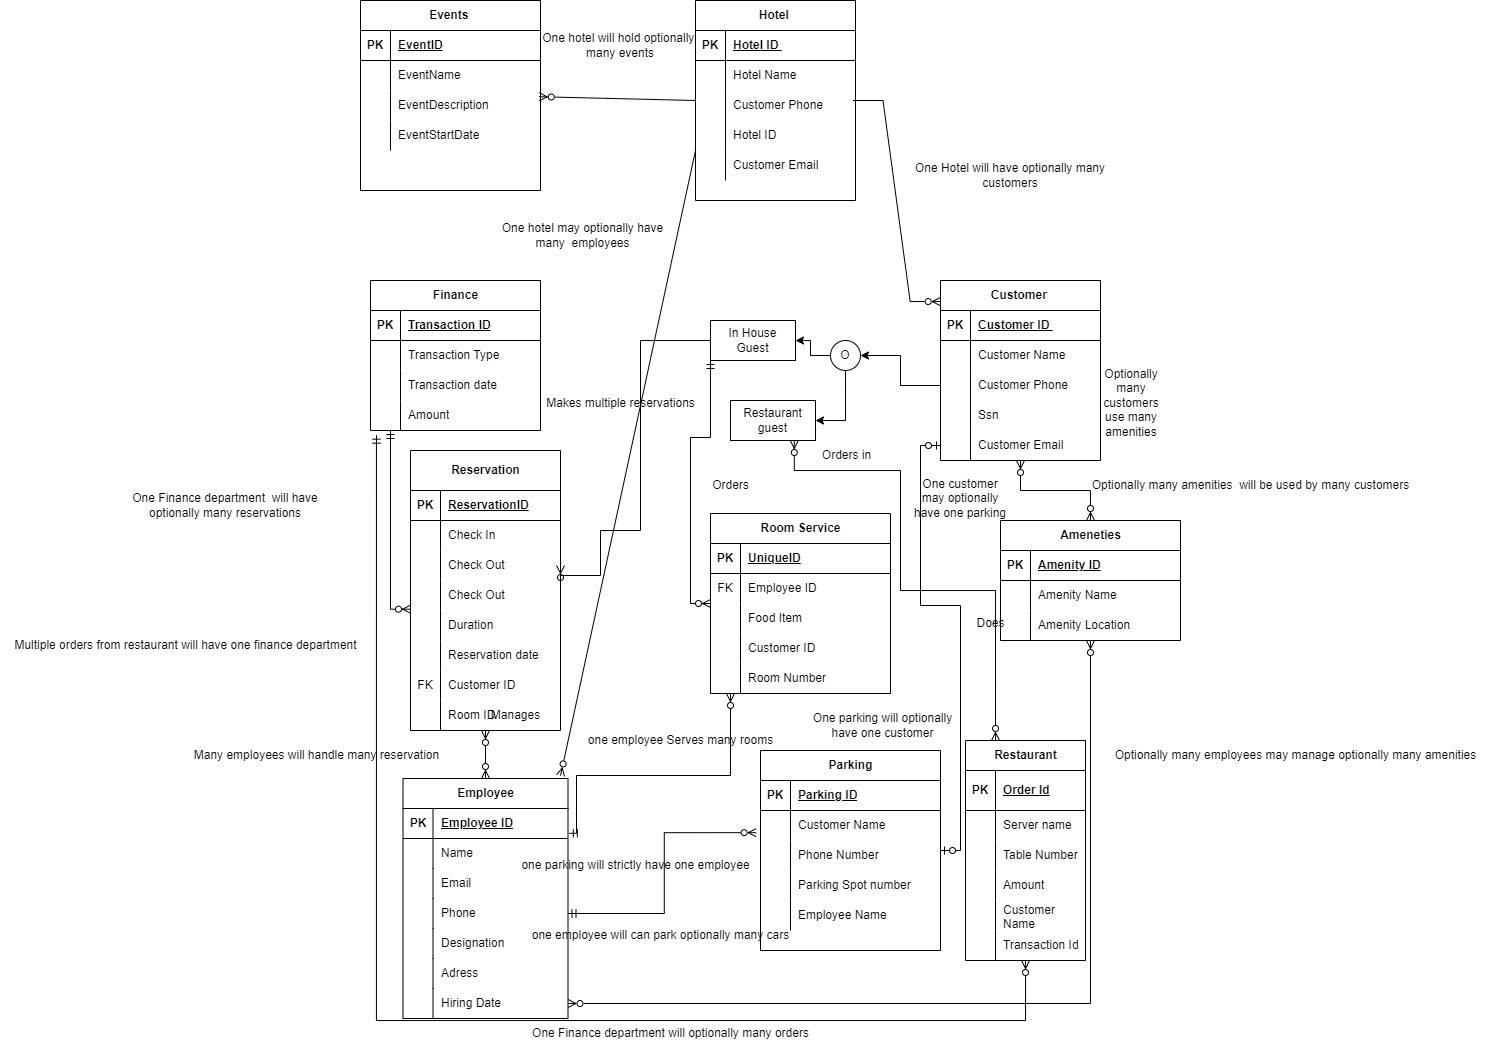 Events
PK EventID
EventName
EventDescription
EventStartDate
One hotel will hold optionally
many events
Hotel
PK Hotel ID
Hotel Name
Customer Phone
Hotel ID
Customer Email
One Hotel will have optionally many
customers
One hotel may optionally have
many employees
Finance
PK Transaction ID
Transaction Type
Transaction date
Amount
In House
Guest
O
Restaurant
guest
Customer
PK Customer ID
Customer Name
Customer Phone
Ssn
Customer Email
Optionally
many
customers
use many
amenities
Makes multiple reservations
Orders in
Orders
One customer
may optionally
have one parking
Optionally many amenities will be used by many customers
One Finance department will have
optionally many reservations
Reservation
PK ReservationID
Check In
Check Out
Check Out
Duration
Reservation date
FK Customer ID
Room ID
Manages
Room Service
PK UniqueID
FK Employee ID
Food Item
Customer ID
Room Number
Ameneties
PK Amenity ID
Amenity Name
Amenity Location
Does
Multiple orders from restaurant will have one finance department
Many employees will handle many reservation
one employee Serves many rooms
One parking will optionally
have one customer
Optionally many employees may manage optionally many amenities
Employee
PK Employee ID
Name
Email
Phone
Designation
Adress
Hiring Date
one parking will strictly have one employee
one employee will can park optionally many cars
Parking
PK Parking ID
Customer Name
Phone Number
Parking Spot number
Employee Name
Restaurant
PK Order Id
Server name
Table Number
Amount
Customer
Name
Transaction Id
One Finance department will optionally many orders